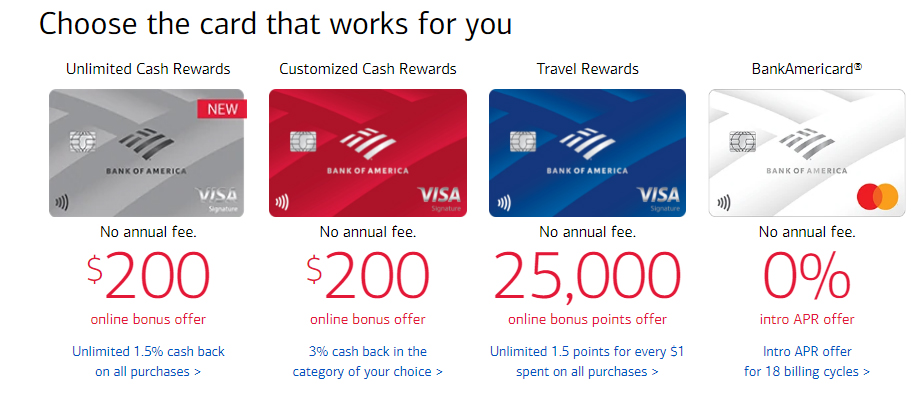 Choose the card that works for you
Unlimited Cash Rewards
NEW
BANK OF AMERICA
VISA
Signature
No annual fee.
$200
online bonus offer
Unlimited 1.5% cash back
on all purchases >
Customized Cash Rewards
BANK OF AMERICA
VISA
Signature
No annual fee.
$200
online bonus offer
3% cash back in the
category of your choice >
Travel Rewards
BANK OF AMERICA
VISA
Signature
No annual fee.
25,000
online bonus points offer
Unlimited 1.5 points for every $1
spent on all purchases >
BankAmericard®
BANK OF AMERICA
No annual fee.
0%
intro APR offer
Intro APR offer
for 18 billing cycles >